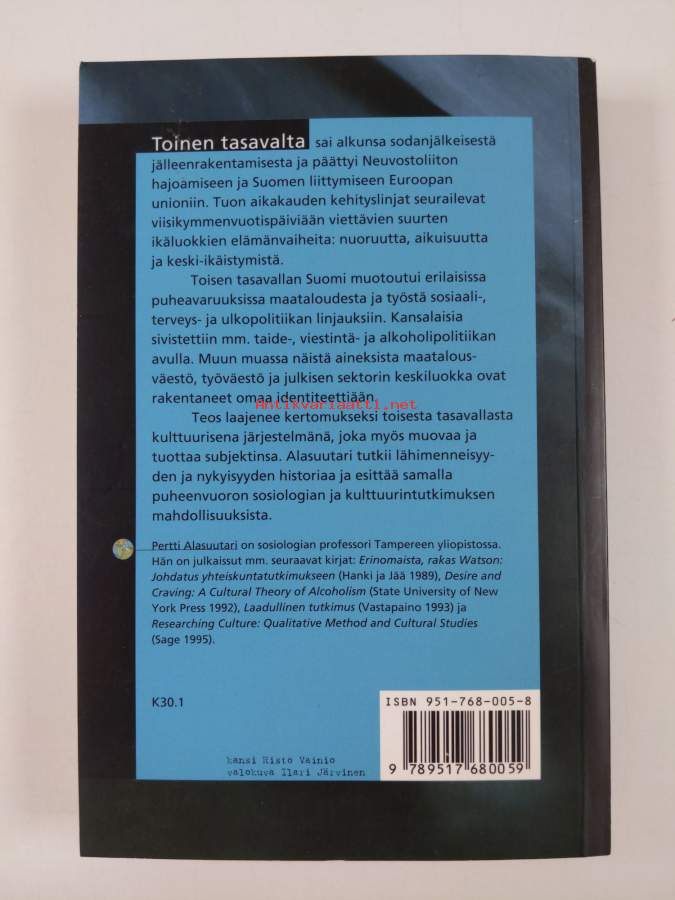 Toinen tasavalta sai alkunsa sodanjälkeisestä
jälleenrakentamisesta ja päättyi Neuvostoliiton
hajoamiseen ja Suomen liittymiseen Euroopan
unioniin. Tuon aikakauden kehityslinjat seurailevat
viisikymmenvuotispäiviään viettävien suurten
ikäluokkien elämänvaiheita: nuoruutta, aikuisuutta
ja keski-ikäistymistä.
Toisen tasavallan Suomi muotoutui erilaisissa
puheavaruuksissa maataloudesta ja työstä sosiaali-,
terveys- ja ulkopolitiikan linjauksiin. Kansalaisia
sivistettiin mm. taide-, viestintä- ja alkoholipolitiikan
avulla. Muun muassa näistä aineksista maatalous-
väestö, työväestö ja julkisen sektorin keskiluokka ovat
rakentaneet omaa identiteettiään.
Antikvariaatti.net
Teos laajenee kertomukseksi toisesta tasavallasta
kulttuurisena järjestelmänä, joka myös muovaa ja
tuottaa subjektinsa. Alasuutari tutkii lähimenneisyy-
den ja nykyisyyden historiaa ja esittää samalla
puheenvuoron sosiologian ja kulttuurintutkimuksen
mahdollisuuksista.
Pertti Alasuutari on sosiologian professori Tampereen yliopistossa.
Hän on julkaissut mm. seuraavat kirjat: Erinomaista, rakas Watson:
Johdatus yhteiskuntatutkimukseen (Hanki ja Jää 1989), Desire and
Craving: A Cultural Theory of Alcoholism (State University of New
York Press 1992), Laadullinen tutkimus (Vastapaino 1993) ja
Researching Culture: Qualitative Method and Cultural Studies
(Sage 1995).
K30.1
ISBN 951-768-005-8
9 789517 680059
kansi Risto Vainio
valokuva Ilari Järvinen